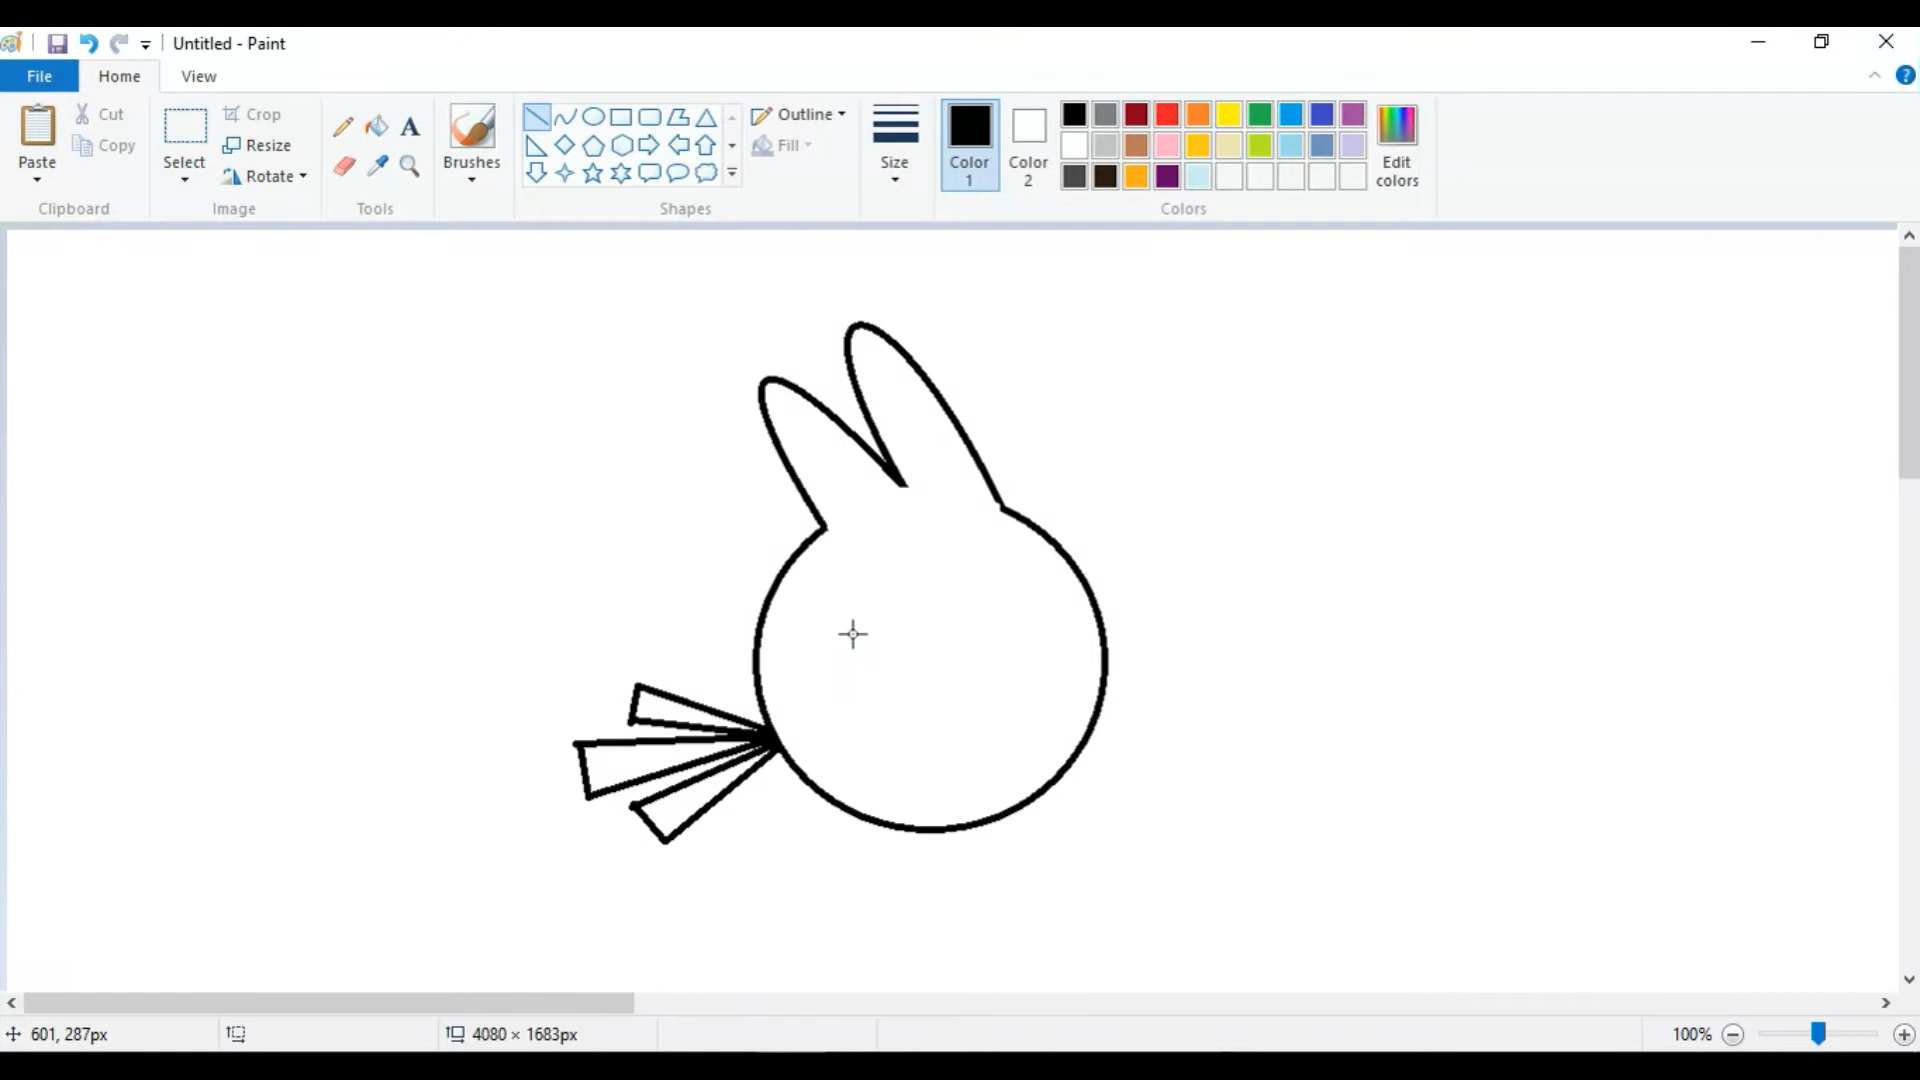 Untitled - Paint
File Home View
Paste
Cut
Copy
Clipboard
Select
Crop
Resize
Rotate
Image
A
Tools
Brushes
Shapes
Outline
Fill
Size
Color 1
Color 2
Edit colors
Colors
601, 287px
4080 × 1683px
100%